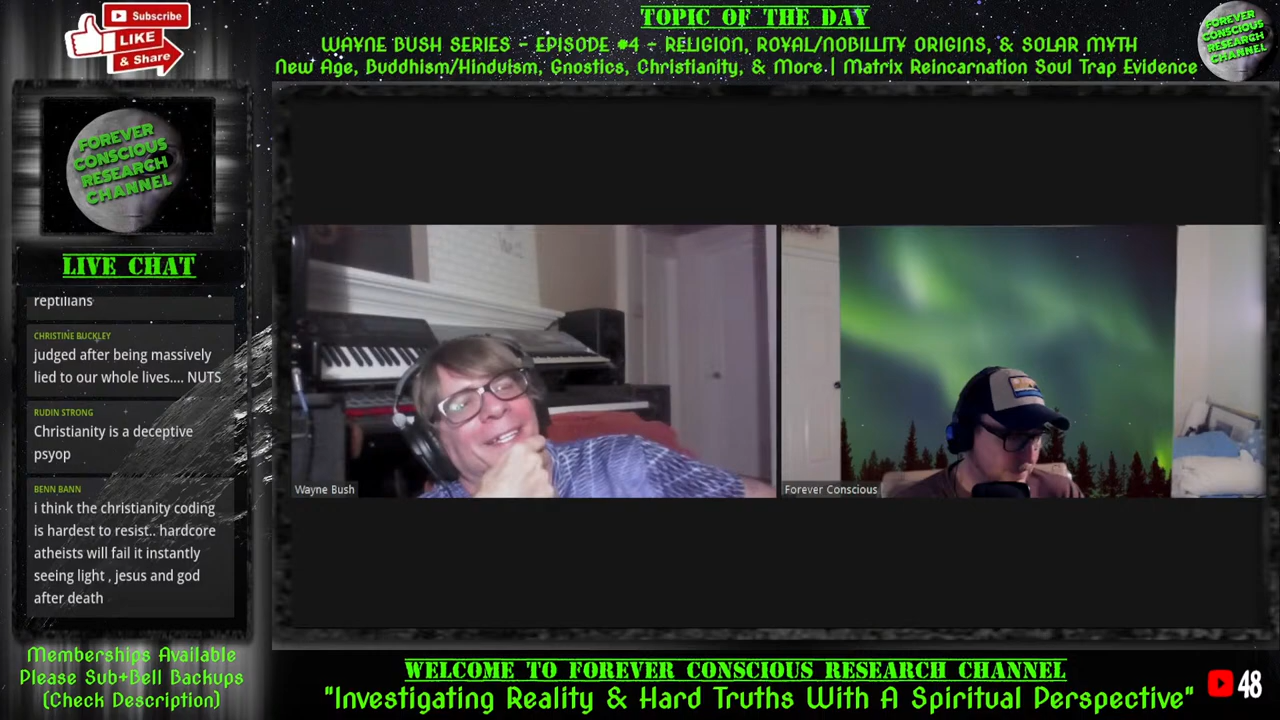 Subscribe
LIKE
& Share
TOPIC OF THE DAY
WAYNE BUSH SERIES - EPISODE #4 - RELIGION, ROYAL/NOBILLITY ORIGINS, & SOLAR MYTH
New Age, Buddhism/Hinduism, Gnostics, Christianity, & More | Matrix Reincarnation Soul Trap Evidence
FOREVER
CONSCIOUS
RESEARCH
CHANNEL
FOREVER
CONSCIOUS
RESEARCH
CHANNEL
LIVE CHAT
reptilians
CHRISTINE BUCKLEY
judged after being massively
lied to our whole lives.... NUTS
RUDIN STRONG
Christianity is a deceptive
psyop
BENN BANN
i think the christianity coding
is hardest to resist.. hardcore
atheists will fail it instantly
seeing light , jesus and god
after death
Wayne Bush
Forever Conscious
Memberships Available
Please Sub+Bell Backups
(Check Description)
WELCOME TO FOREVER CONSCIOUS RESEARCH CHANNEL
"Investigating Reality & Hard Truths With A Spiritual Perspective"
48